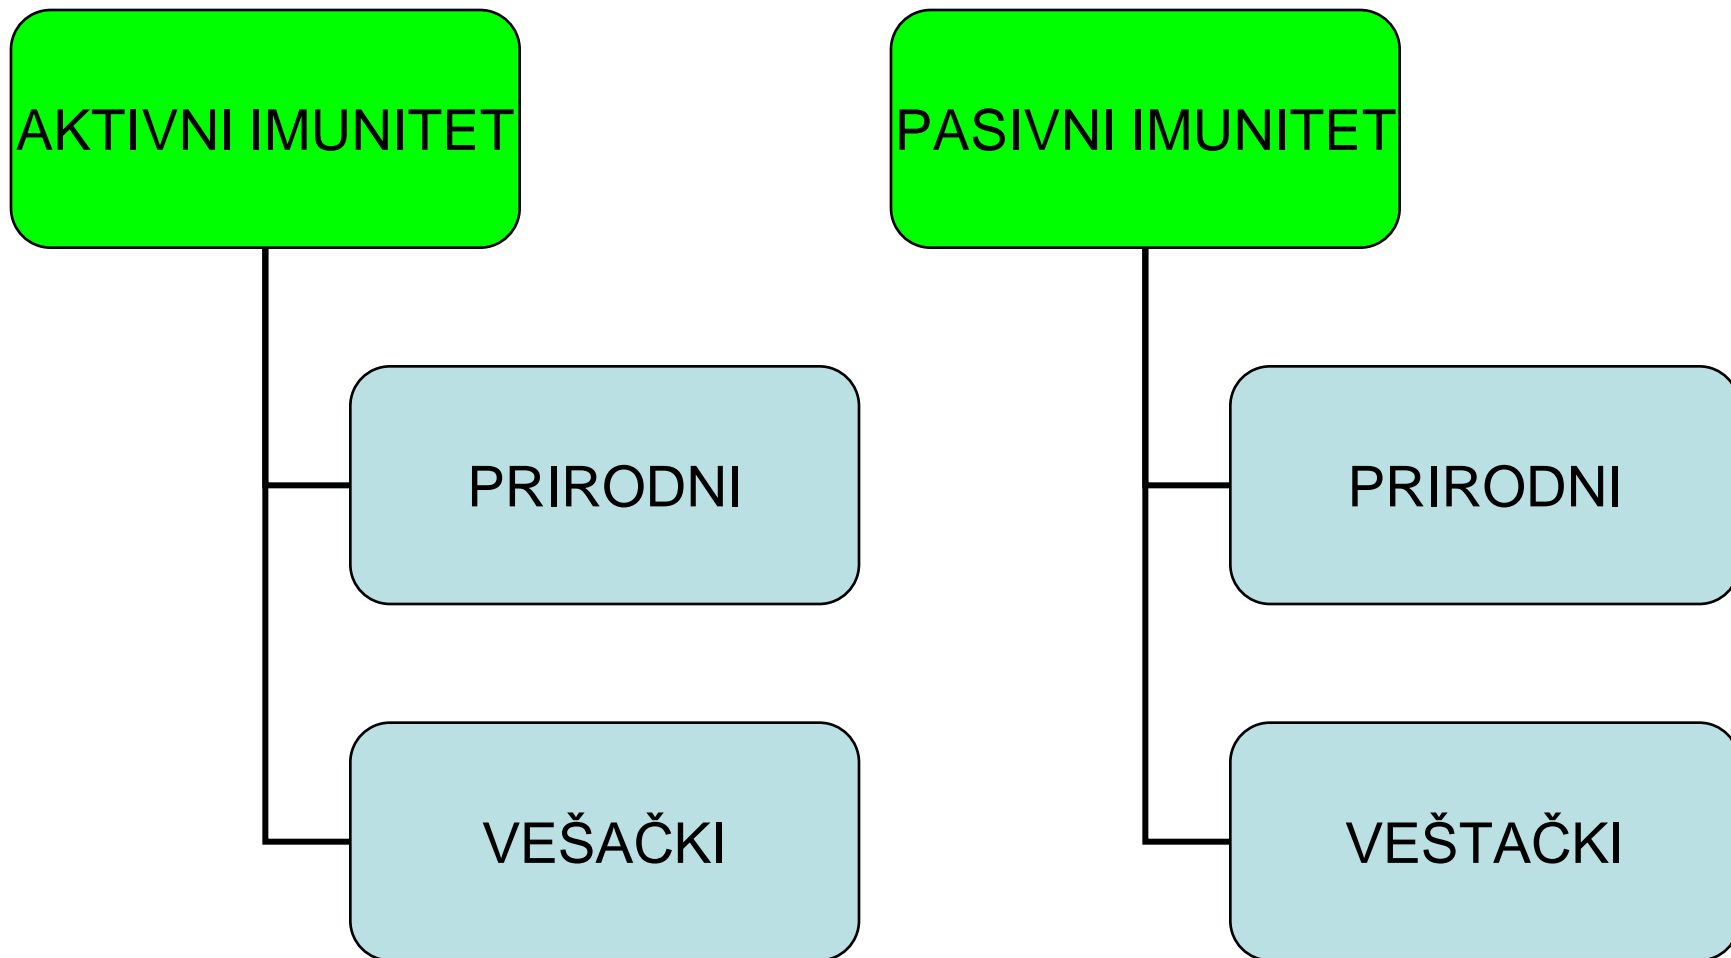 AKTIVNI IMUNITET
PRIRODNI
VEŠAČKI
PASIVNI IMUNITET
PRIRODNI
VEŠTAČKI